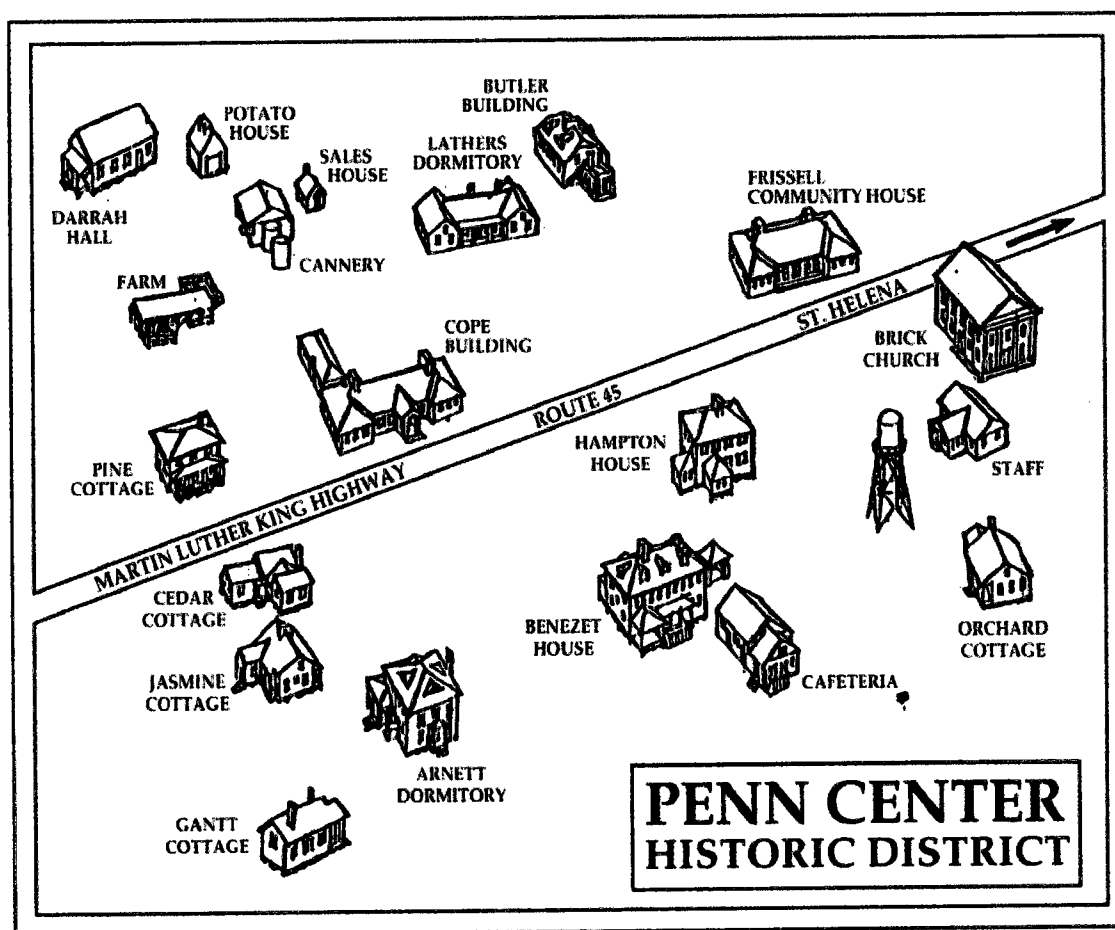 BUTLER
BUILDING
POTATO
HOUSE
LATHERS
DORMITORY
SALES
HOUSE
FRISSELL
COMMUNITY HOUSE
DARRAH
HALL
CANNERY
FARM
ST. HELENA
COPE
BUILDING
BRICK
CHURCH
ROUTE 45
HAMPTON
HOUSE
STAFF
PINE
COTTAGE
MARTIN LUTHER KING HIGHWAY
CEDAR
COTTAGE
BENEZET
HOUSE
ORCHARD
COTTAGE
JASMINE
COTTAGE
CAFETERIA
ARNETT
DORMITORY
GANTT
COTTAGE
PENN CENTER
HISTORIC DISTRICT